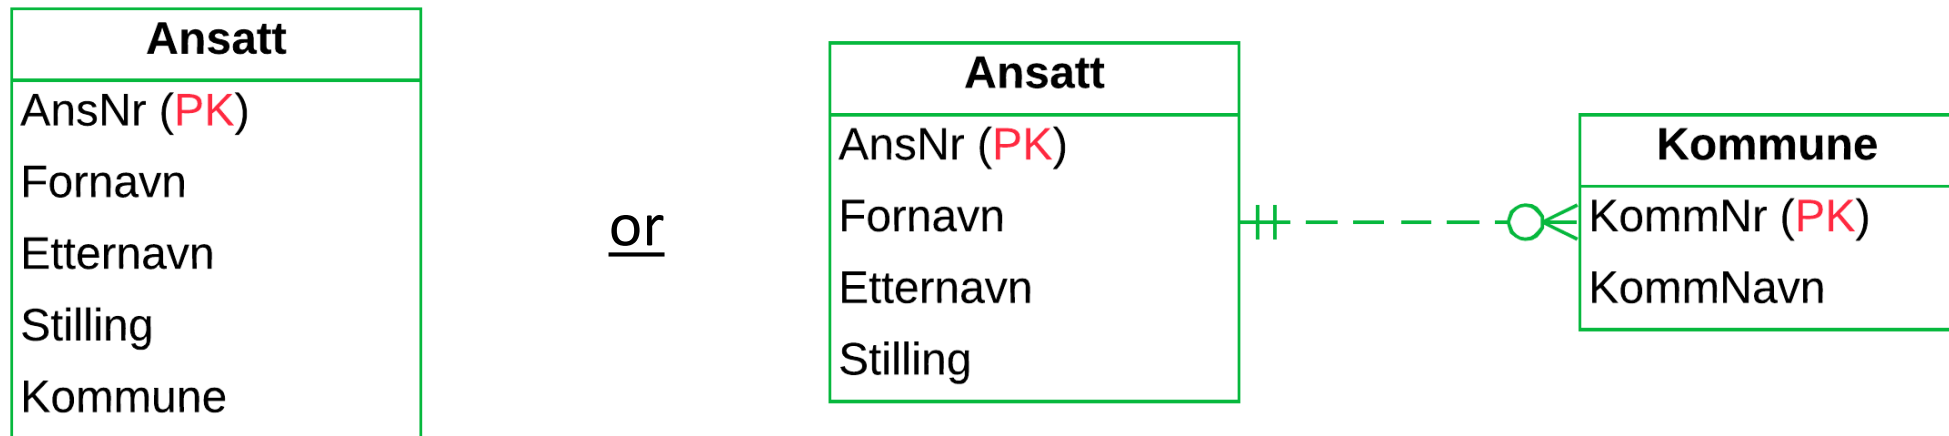 Ansatt
AnsNr (PK)
Fornavn
Etternavn
Stilling
Kommune
or
Ansatt
AnsNr (PK)
Fornavn
Etternavn
Stilling
Kommune
KommNr (PK)
KommNavn